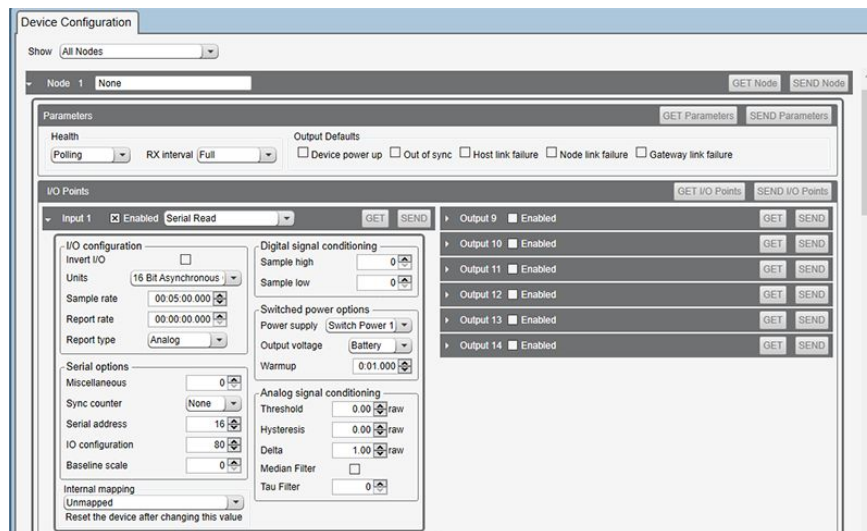 Device Configuration
Show All Nodes
Node 1 None GET Node SEND Node
Parameters GET Parameters SEND Parameters
Health Output Defaults
Polling RX interval Full Device power up Out of sync Host link failure Node link failure Gateway link failure
I/O Points GET I/O Points SEND I/O Points
Input 1 Enabled Serial Read GET SEND
I/O configuration
Invert I/O
Units 16 Bit Asynchronous
Sample rate 00:05:00.000
Report rate 00:00:00.000
Report type Analog
Serial options
Miscellaneous 0
Sync counter None
Serial address 16
IO configuration 80
Baseline scale 0
Internal mapping
Unmapped
Reset the device after changing this value
Digital signal conditioning
Sample high 0
Sample low 0
Switched power options
Power supply Switch Power 1
Output voltage Battery
Warmup 0:01.000
Analog signal conditioning
Threshold 0.00 raw
Hysteresis 0.00 raw
Delta 1.00 raw
Median Filter
Tau Filter 0
Output 9 Enabled GET SEND
Output 10 Enabled GET SEND
Output 11 Enabled GET SEND
Output 12 Enabled GET SEND
Output 13 Enabled GET SEND
Output 14 Enabled GET SEND